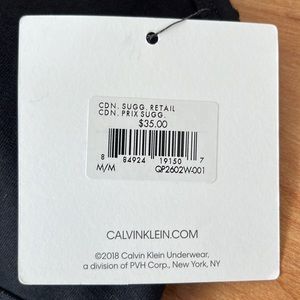 CDN. SUGG. RETAIL
CDN. PRIX SUGG.
$35.00
8 84924 19150 7
M/M QP2602W-001
CALVINKLEIN.COM
©2018 Calvin Klein Underwear,
a division of PVH Corp., New York, NY